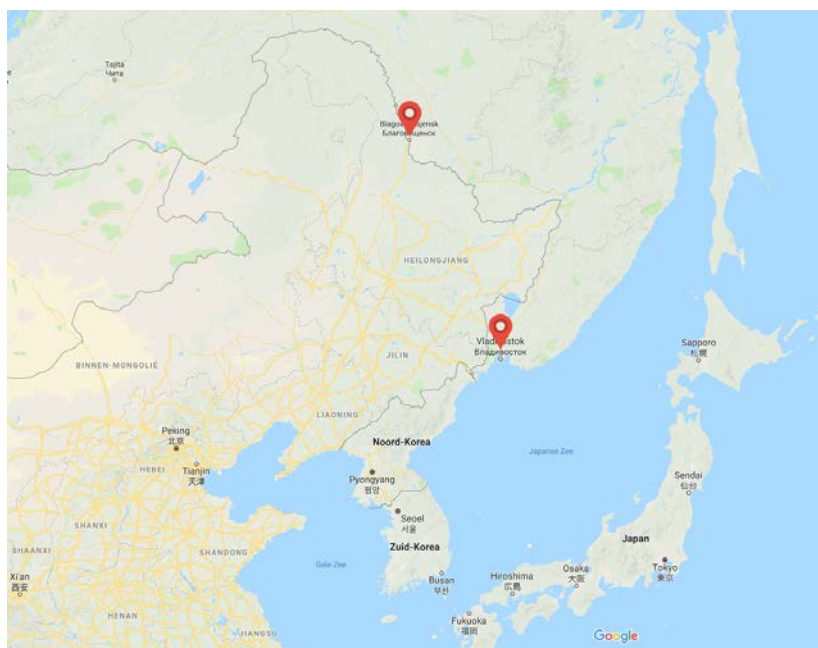 Tsjita
Чита
HEILONGJIANG
Владивосток
Sapporo
札幌
JILIN
BINNEN-MONGOLIË
LIAONING
Peking
北京
Noord-Korea
Japanse Zee
HEBEI
Tianjin
天津
Pyongyang
평양
Sendai
仙台
Seoel
서울
SHANXI
SHANDONG
Zuid-Korea
Japan
SHAANXI
Gele Zee
Tokyo
東京
Osaka
大阪
Hiroshima
広島
Busan
부산
Xi'an
西安
HENAN
Fukuoka
福岡
JIANGSU
Google